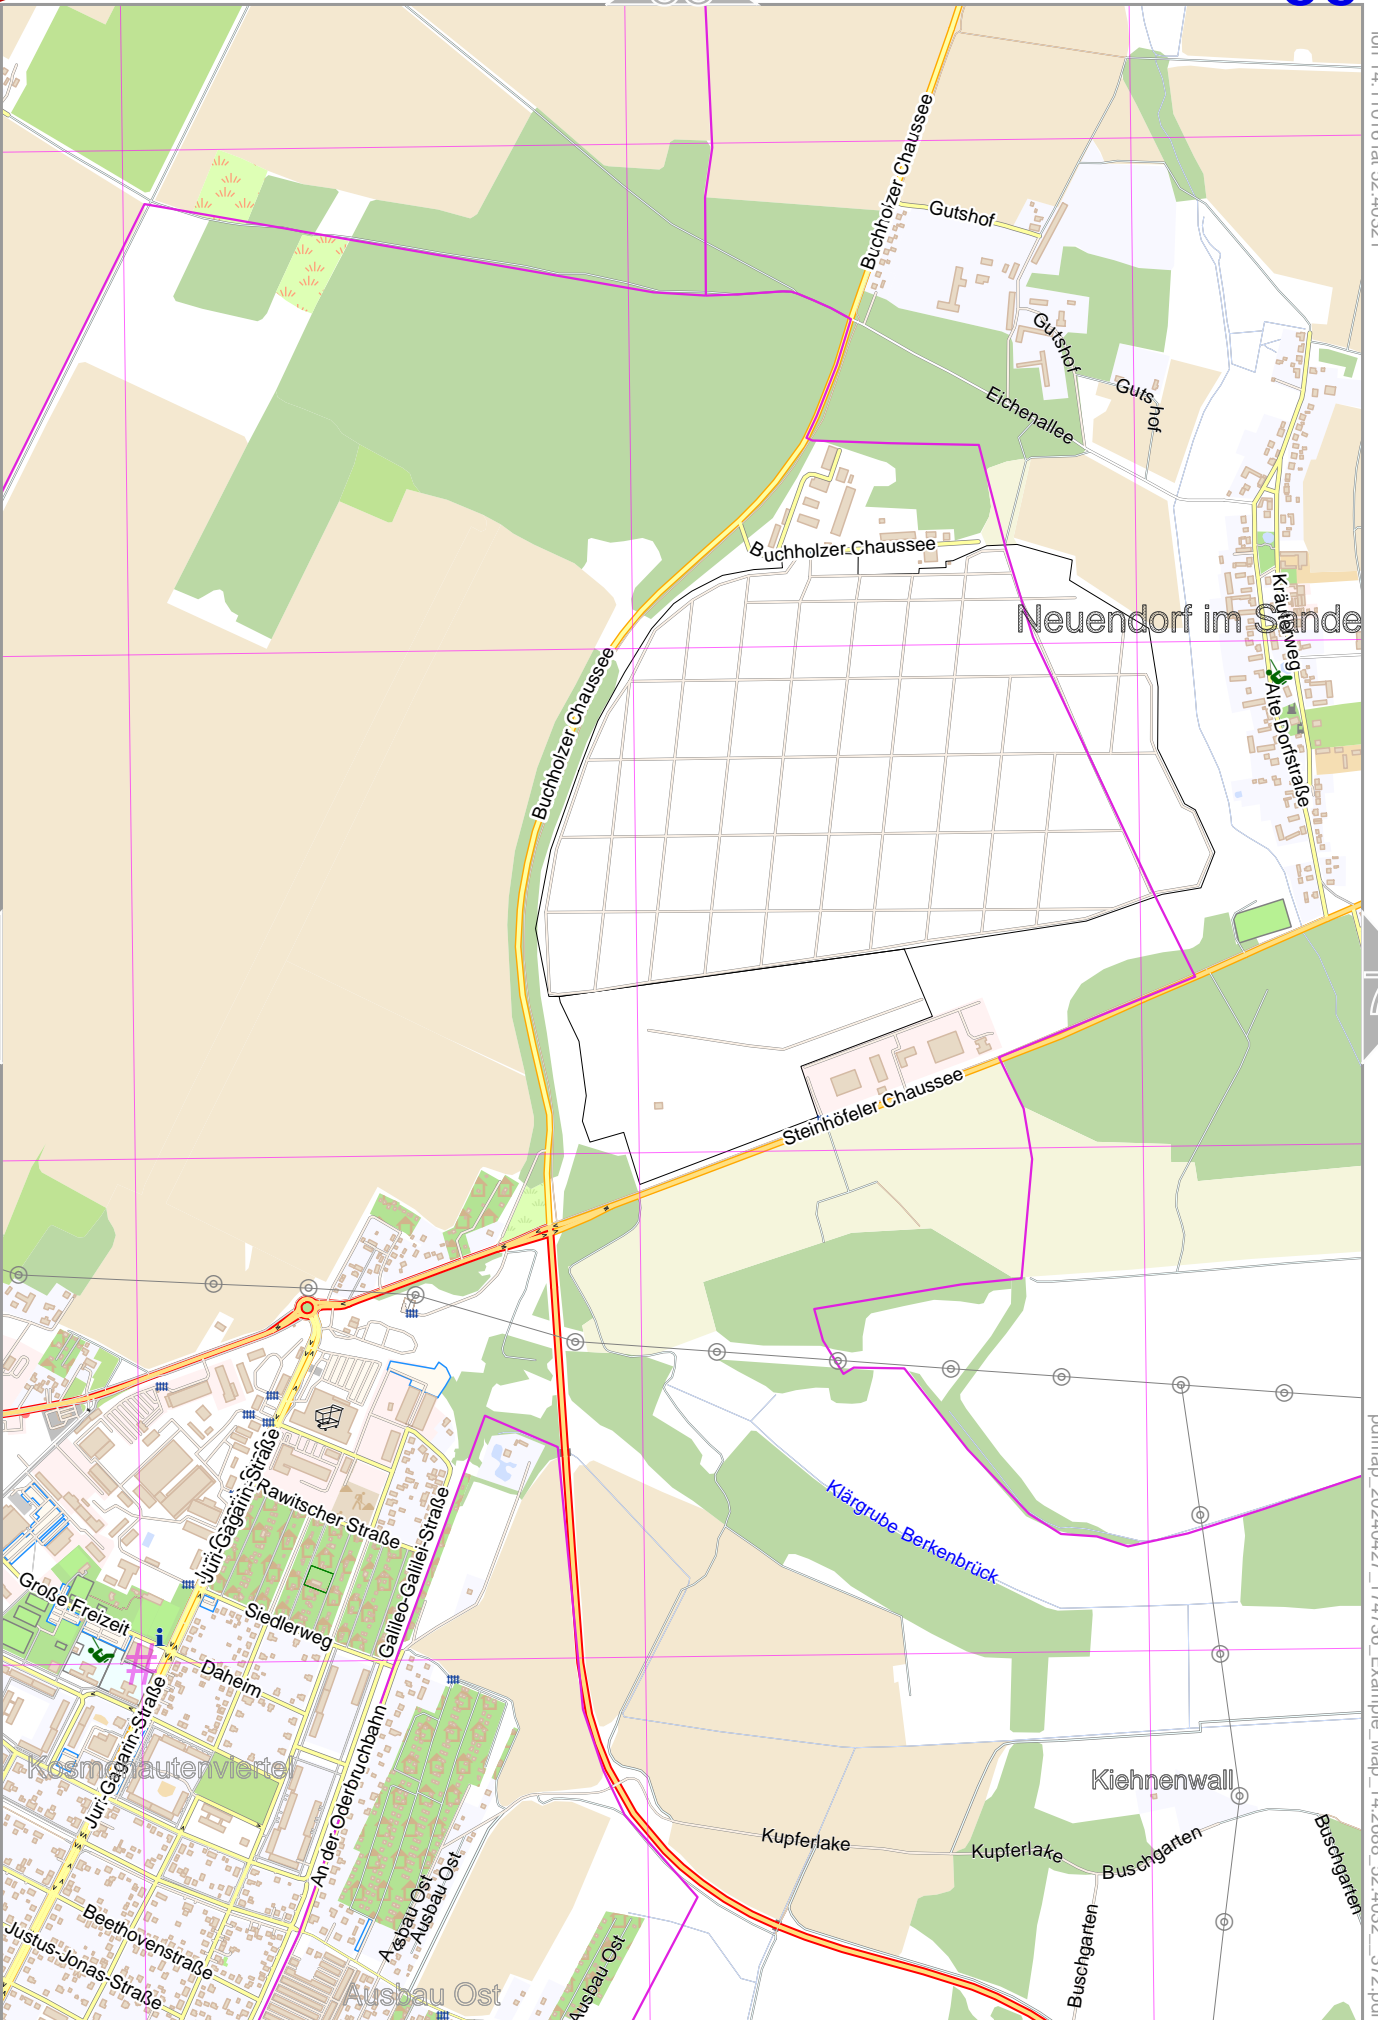 Buchholzer Chaussee
Gutshof
Gutshof
Gutshof
Eichenallee
Buchholzer Chaussee
Neuendorf im Sande
Kräuterweg
Alte Dorfstraße
Buchholzer Chaussee
Steinhöfeler Chaussee
Klärgrube Berkenbrück
Juri-Gagarin-Straße
Rawitscher Straße
Galileo-Galilei-Straße
Große Freizeit
Siedlerweg
Daheim
Juri-Gagarin-Straße
Kosmonautenviertel
An der Oderbruchbahn
Kiehnenwall
Kupferlake
Kupferlake
Buschgarten
Buschgarten
Buschgarten
Ausbau Ost
Ausbau Ost
Ausbau Ost
Beethovenstraße
Justus-Jonas-Straße
Ausbau Ost